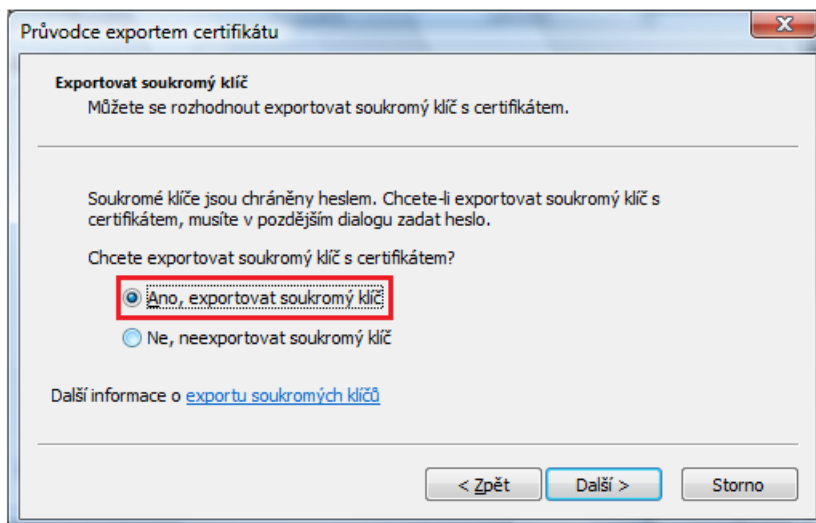 Průvodce exportem certifikátu
Exportovat soukromý klíč
Můžete se rozhodnout exportovat soukromý klíč s certifikátem.
Soukromé klíče jsou chráněny heslem. Chcete-li exportovat soukromý klíč s
certifikátem, musíte v pozdějším dialogu zadat heslo.
Chcete exportovat soukromý klíč s certifikátem?
Ano, exportovat soukromý klíč
Ne, neexportovat soukromý klíč
Další informace o exportu soukromých klíčů
< Zpět Další > Storno